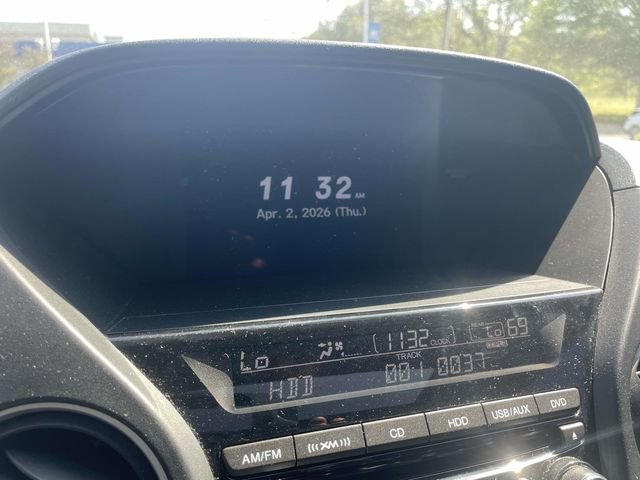 11 32 AM
Apr. 2, 2026 (Thu.)
Lo 1132 CLOCK 69
TRACK
HDD 001 0037
AM/FM ((XM)) CD HDD USB/AUX DVD